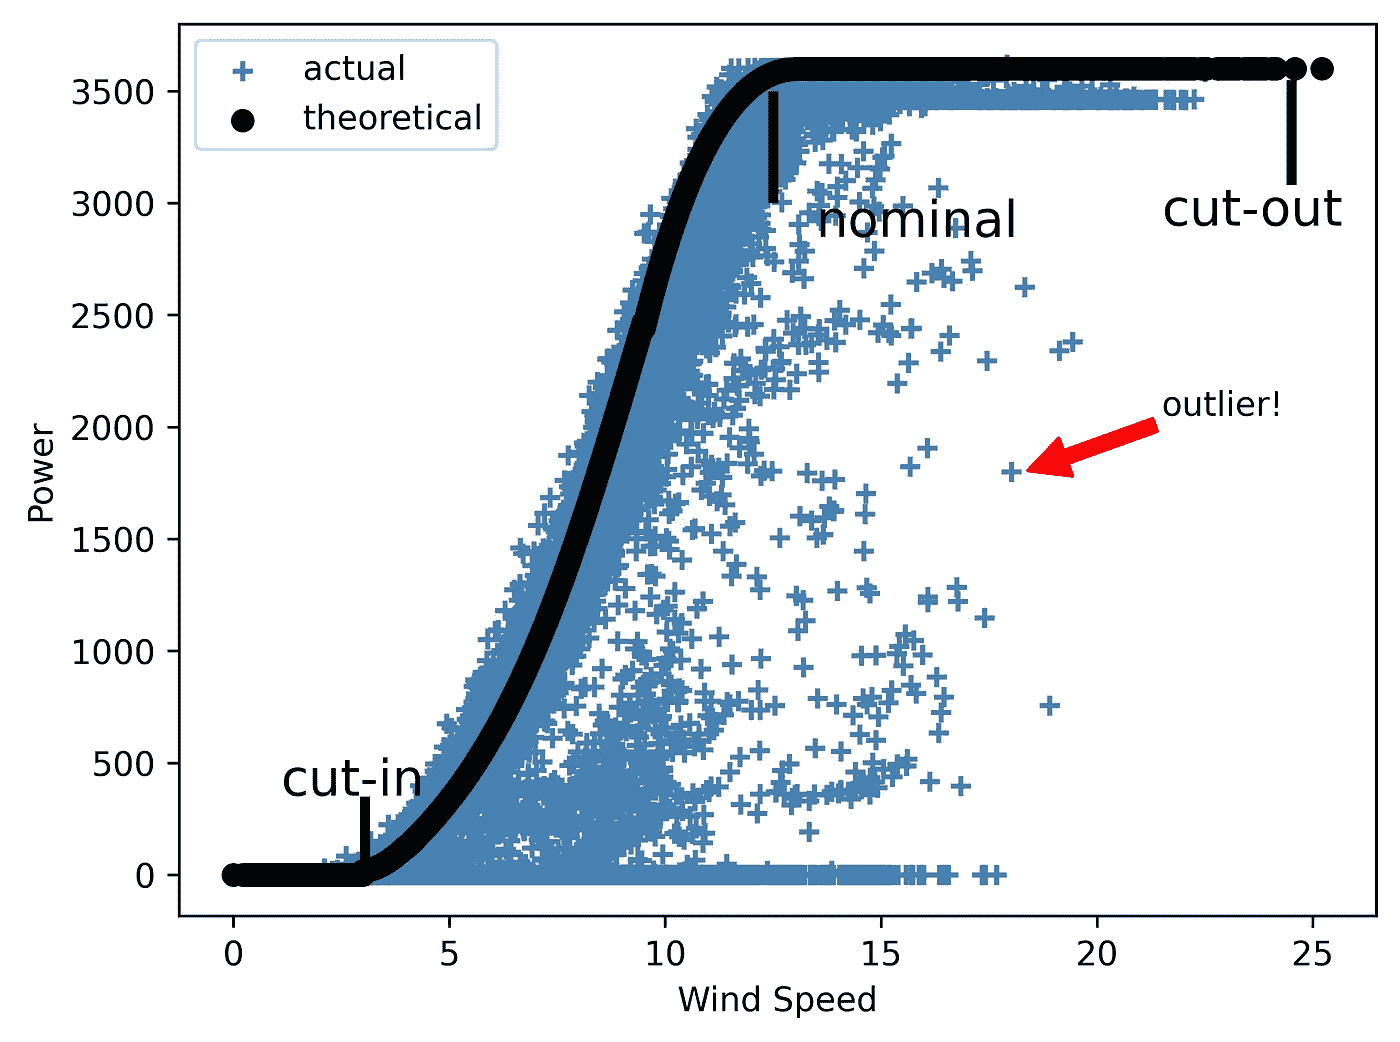 actual
theoretical
3500
3000
2500
2000
1500
1000
500
0
Power
cut-in
nominal
cut-out
outlier!
0 5 10 15 20 25
Wind Speed